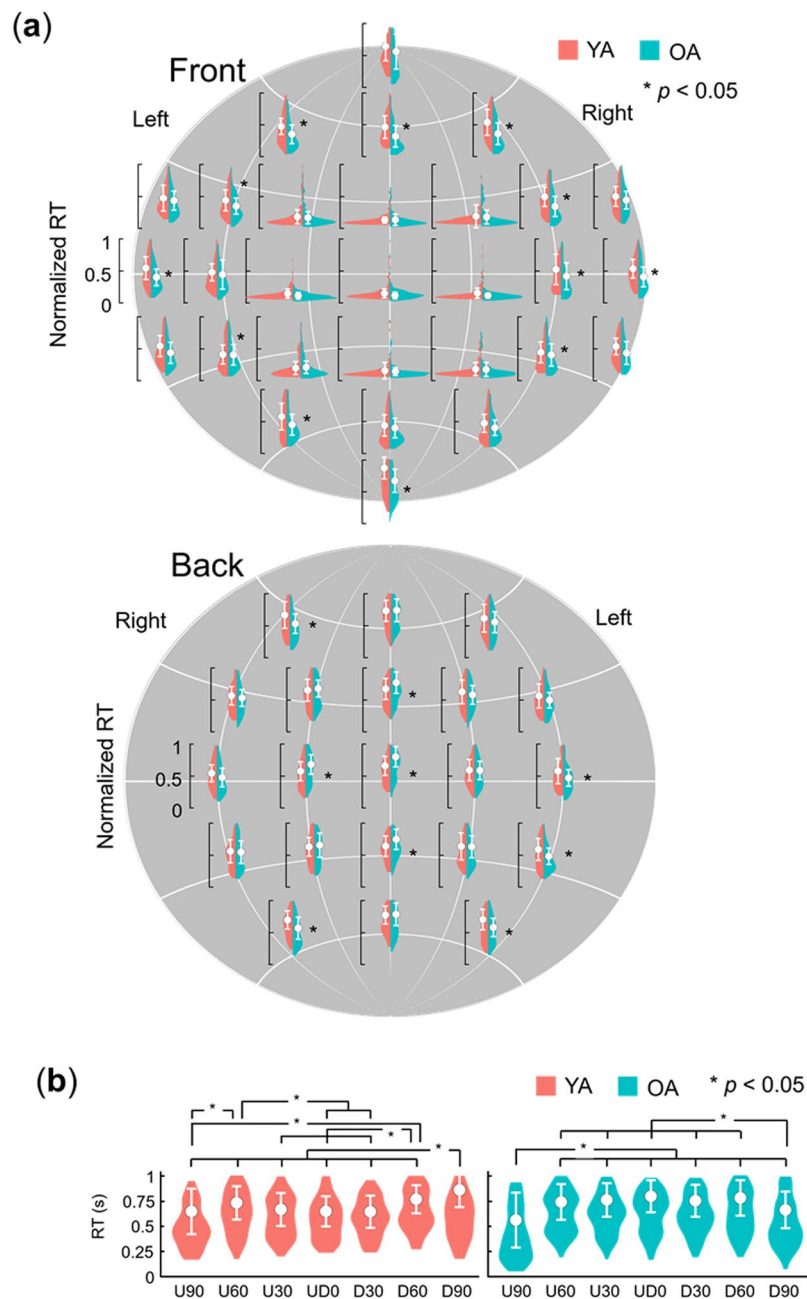 (a)
Front
YA OA
* p < 0.05
Left
Right
*
*
*
*
*
Normalized RT
1
0.5
0
*
*
*
*
*
*
*
Back
Right
Left
*
*
Normalized RT
1
0.5
0
*
*
*
*
*
*
*
(b)
YA OA * p < 0.05
*
*
*
*
*
*
*
RT (s)
1
0.75
0.5
0.25
0
U90 U60 U30 UD0 D30 D60 D90
U90 U60 U30 UD0 D30 D60 D90